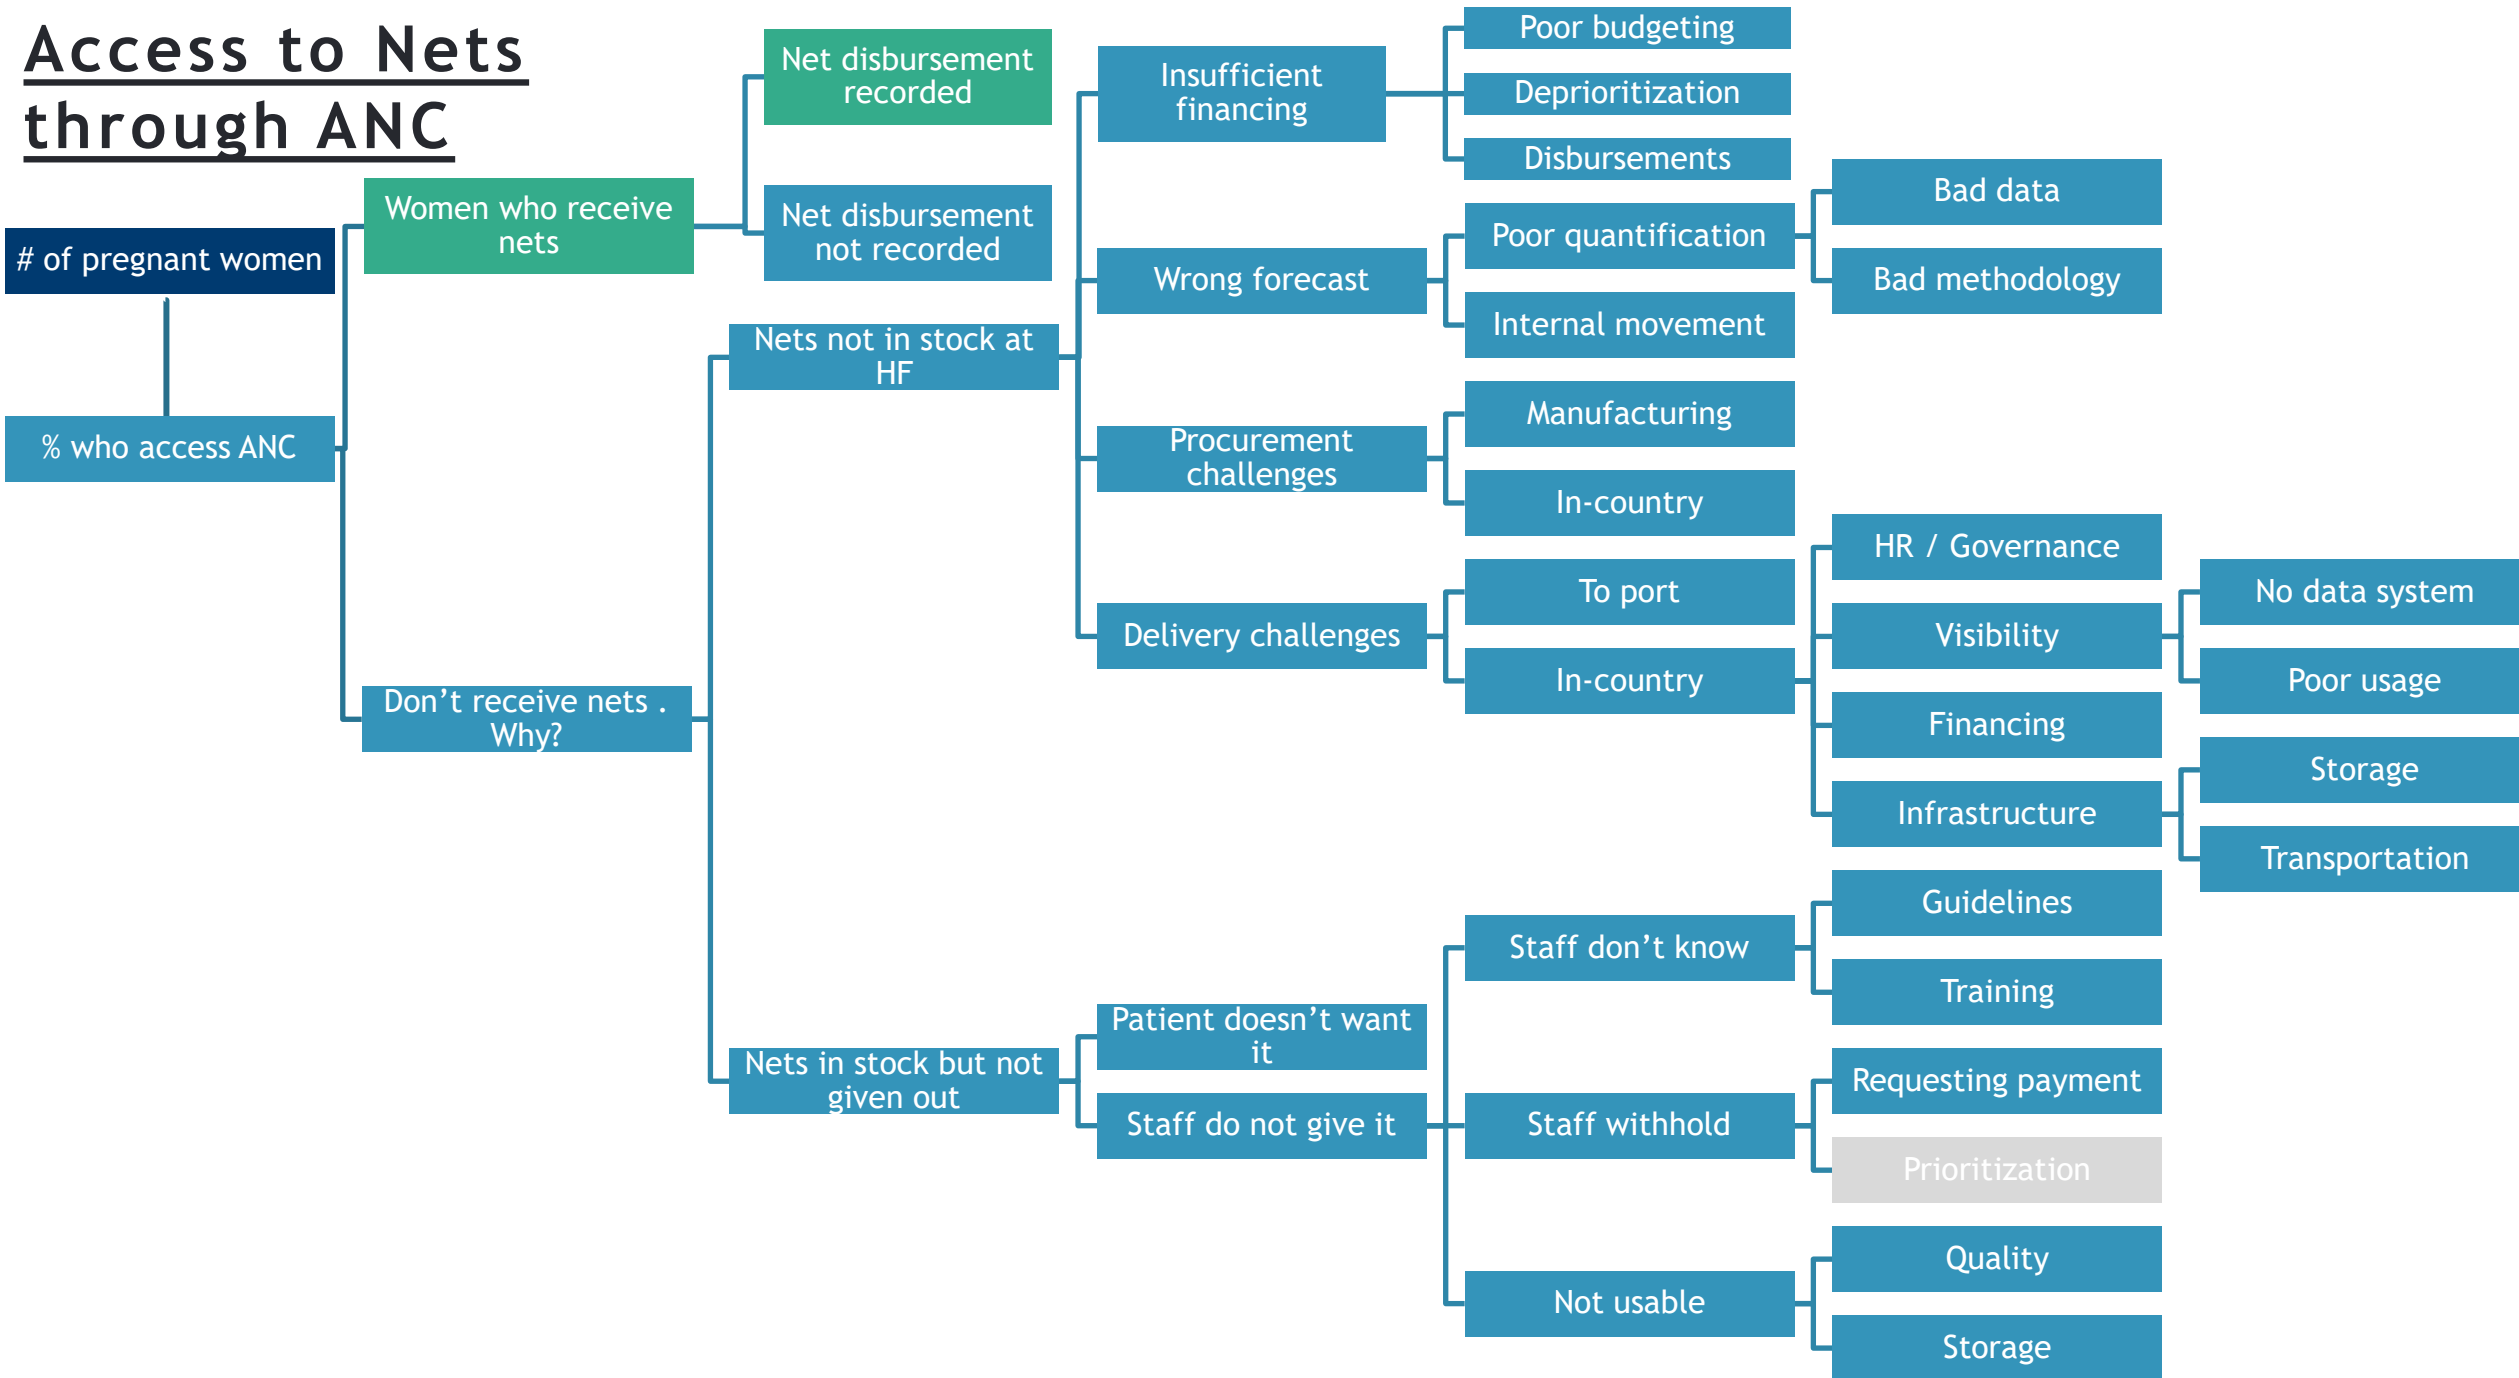 Access to Nets
through ANC
# of pregnant women
% who access ANC
Women who receive
nets
Don’t receive nets .
Why?
Net disbursement
recorded
Net disbursement
not recorded
Nets not in stock at
HF
Nets in stock but not
given out
Insufficient
financing
Wrong forecast
Procurement
challenges
Delivery challenges
Patient doesn’t want
it
Staff do not give it
Poor budgeting
Deprioritization
Disbursements
Poor quantification
Internal movement
Manufacturing
In-country
To port
In-country
Staff don’t know
Staff withhold
Not usable
Bad data
Bad methodology
HR / Governance
Visibility
Financing
Infrastructure
Guidelines
Training
Requesting payment
Prioritization
Quality
Storage
No data system
Poor usage
Storage
Transportation